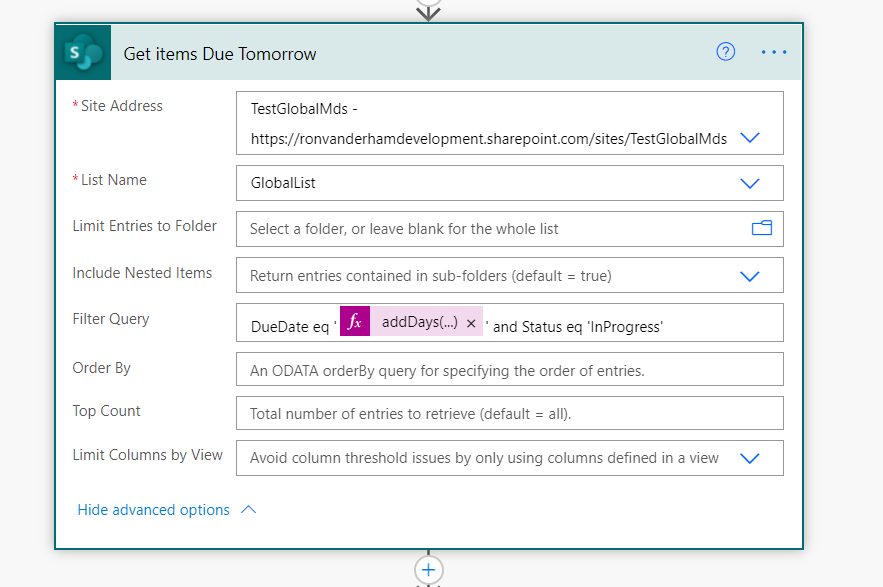 S
Get items Due Tomorrow
?
* Site Address
TestGlobalMds -
https://ronvanderhamdevelopment.sharepoint.com/sites/TestGlobalMds
* List Name
GlobalList
Limit Entries to Folder
Select a folder, or leave blank for the whole list
Include Nested Items
Return entries contained in sub-folders (default = true)
Filter Query
DueDate eq ' fx addDays(...) × ' and Status eq 'InProgress'
Order By
An ODATA orderBy query for specifying the order of entries.
Top Count
Total number of entries to retrieve (default = all).
Limit Columns by View
Avoid column threshold issues by only using columns defined in a view
Hide advanced options